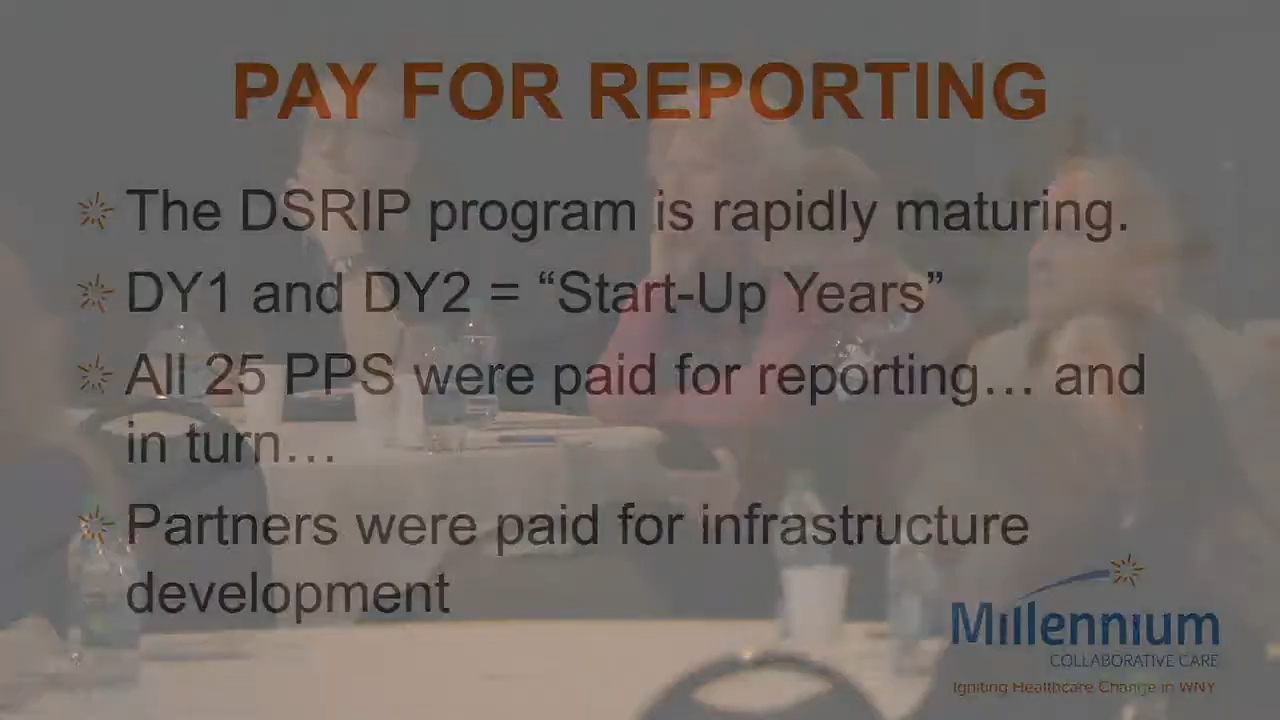 PAY FOR REPORTING
The DSRIP program is rapidly maturing.
DY1 and DY2 = “Start-Up Years”
All 25 PPS were paid for reporting… and
in turn…
Partners were paid for infrastructure
development
Millennium
COLLABORATIVE CARE
Igniting Healthcare Change in WNY